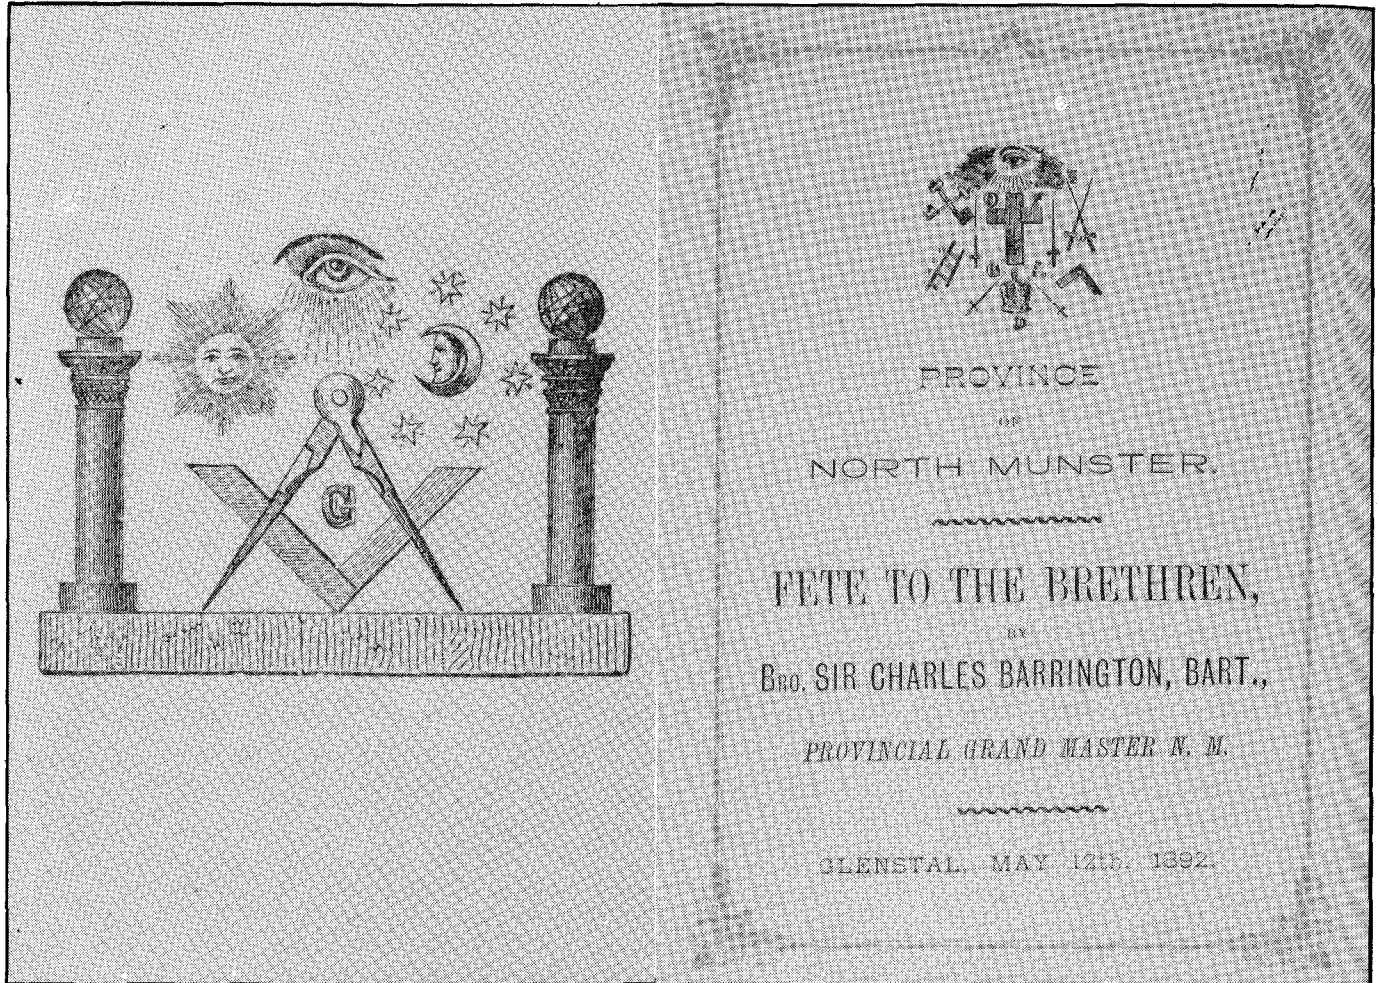 G
PROVINCE
OF
NORTH MUNSTER.
FETE TO THE BRETHREN,
BY
BRO. SIR CHARLES BARRINGTON, BART.,
PROVINCIAL GRAND MASTER N. M.
GLENSTAL, MAY 12th. 1892.